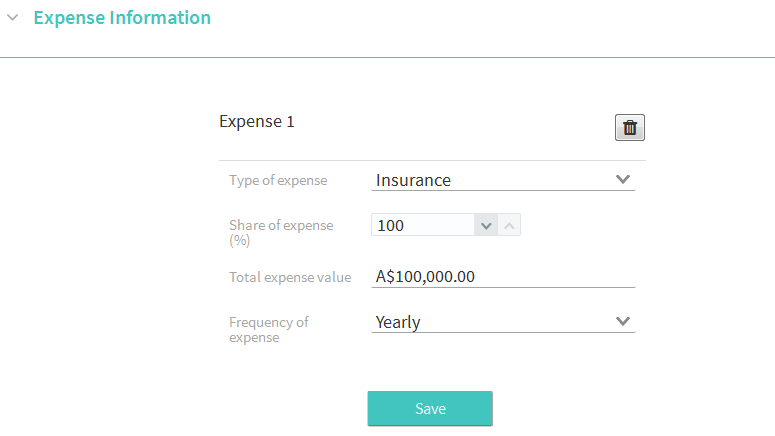 Expense Information
Expense 1
Type of expense Insurance
Share of expense 100
(%)
Total expense value A$100,000.00
Frequency of Yearly
expense
Save